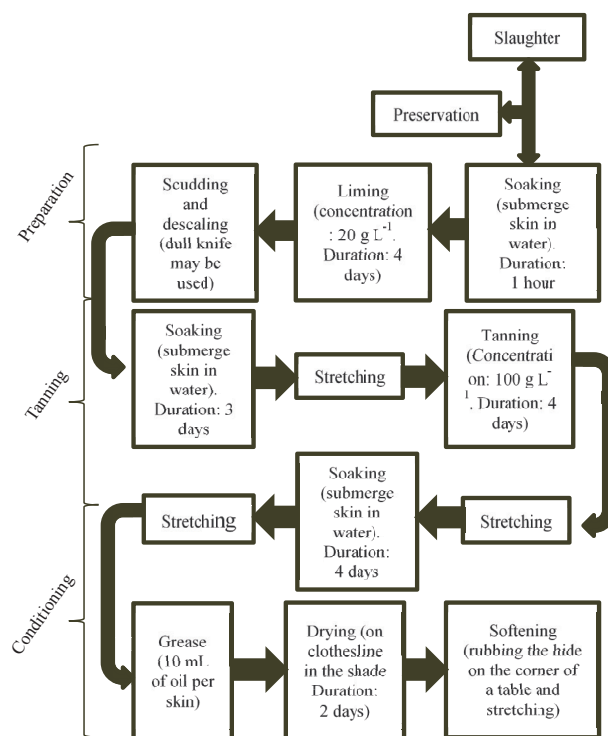 Slaughter
Preservation
Preparation
Scudding
and
descaling
(dull knife
may be
used)
Liming
(concentration
: 20 g L⁻¹.
Duration: 4
days)
Soaking
(submerge
skin in
water).
Duration:
1 hour
Tanning
Soaking
(submerge
skin in water).
Duration: 3
days
Stretching
Tanning
(Concentrati
on: 100 g L⁻
¹. Duration: 4
days)
Conditioning
Stretching
Soaking
(submerge
skin in
water).
Duration:
4 days
Stretching
Grease
(10 mL
of oil per
skin)
Drying (on
clothesline
in the shade
Duration:
2 days)
Softening
(rubbing the hide
on the corner of
a table and
stretching)